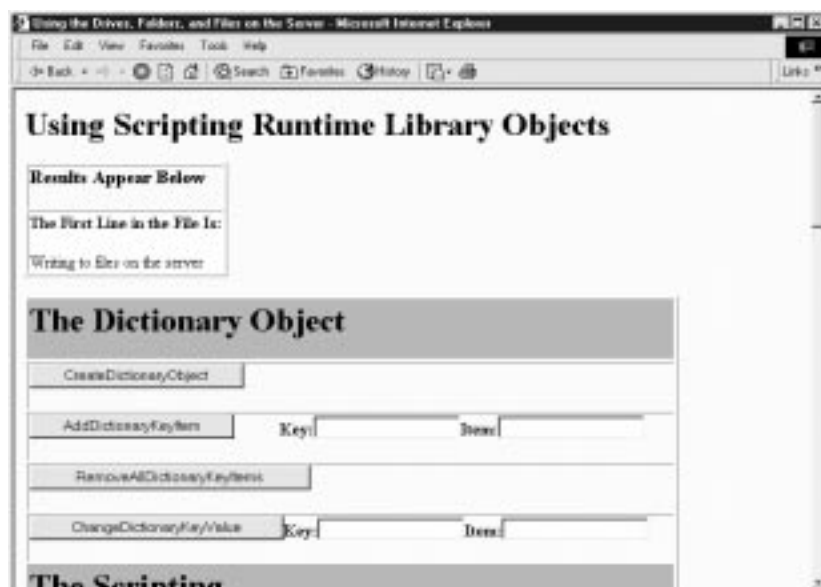 Using the Drives, Folders, and Files on the Server - Microsoft Internet Explorer
File Edit View Favorites Tools Help
Back Search Favorites History Links
Using Scripting Runtime Library Objects
Results Appear Below
The First Line in the File Is:
Writing to files on the server
The Dictionary Object
CreateDictionaryObject
AddDictionaryKeyItem Key: Item:
RemoveAllDictionaryKeyItems
ChangeDictionaryKeyValue Key: Item:
The Scripting